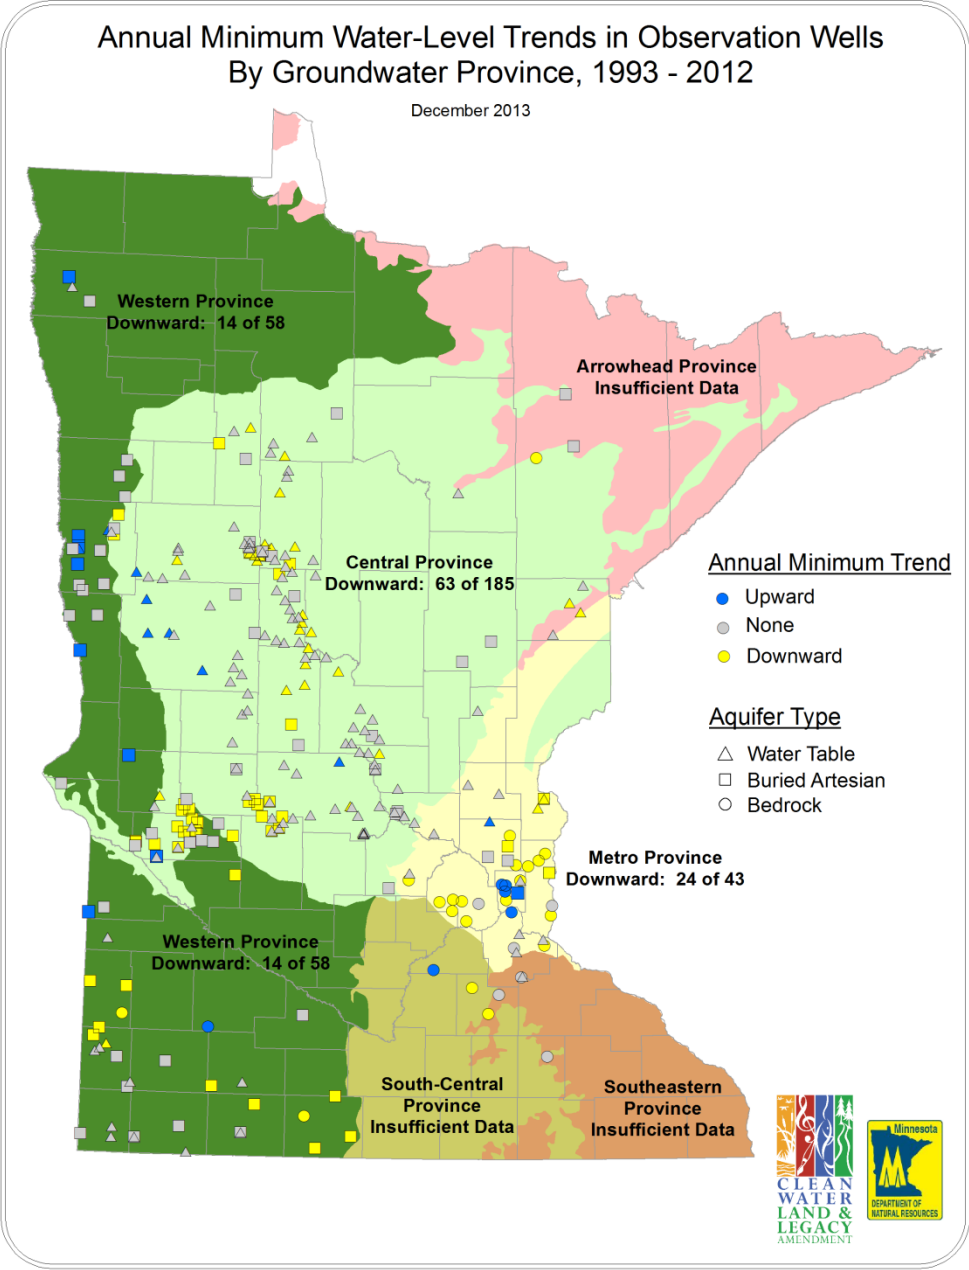 Annual Minimum Water-Level Trends in Observation Wells
By Groundwater Province, 1993 - 2012
December 2013
Western Province
Downward: 14 of 58
Arrowhead Province
Insufficient Data
Central Province
Downward: 63 of 185
Annual Minimum Trend
Upward
None
Downward
Aquifer Type
Water Table
Buried Artesian
Bedrock
Metro Province
Downward: 24 of 43
Western Province
Downward: 14 of 58
South-Central
Province
Insufficient Data
Southeastern
Province
Insufficient Data
CLEAN
WATER
LAND &
LEGACY
AMENDMENT
Minnesota
DEPARTMENT OF
NATURAL RESOURCES